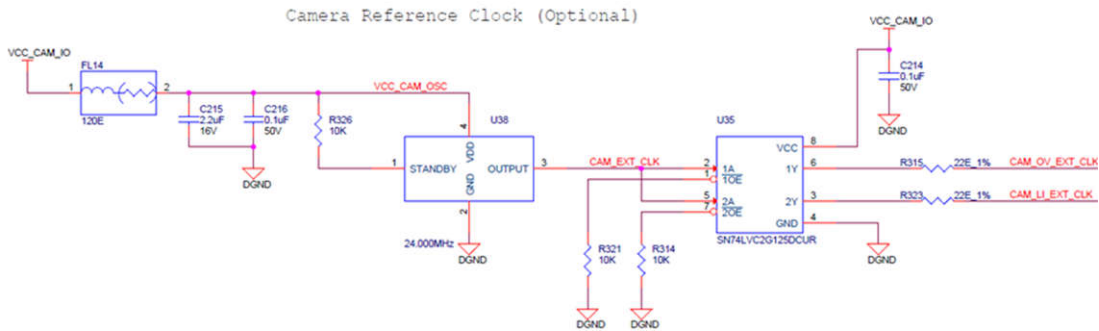 Camera Reference Clock (Optional)
VCC_CAM_IO
VCC_CAM_IO
FL14
1
2
120E
VCC_CAM_OSC
C215
2.2uF
16V
C216
0.1uF
50V
DGND
R326
10K
U38
4
VDD
1
STANDBY
OUTPUT
3
GND
2
24.000MHz
DGND
CAM_EXT_CLK
C214
0.1uF
50V
DGND
U35
8
VCC
2
1A
1Y
6
1
1OE
5
2A
2Y
3
7
2OE
GND
4
SN74LVC2G125DCUR
R315
22E_1%
CAM_OV_EXT_CLK
R323
22E_1%
CAM_LI_EXT_CLK
DGND
R321
10K
R314
10K
DGND
DGND